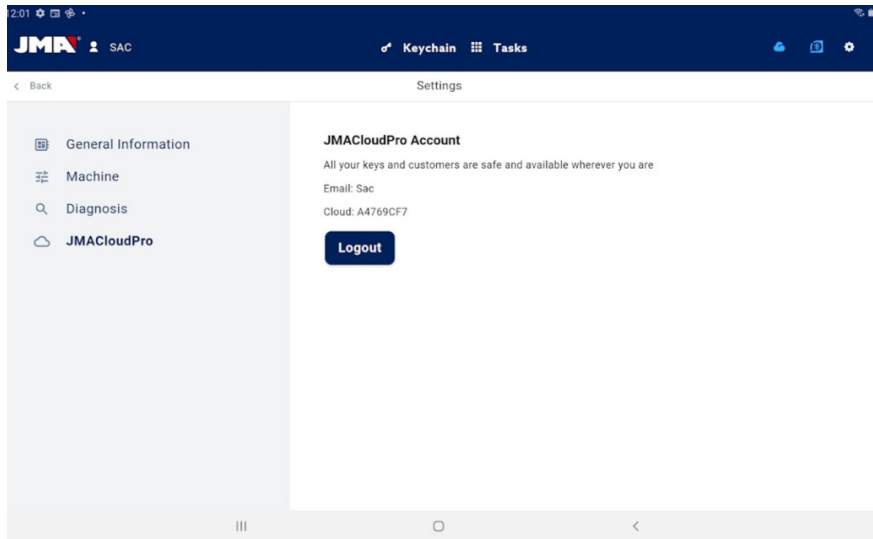 12:01
JMA SAC Keychain Tasks
Back Settings
General Information
Machine
Diagnosis
JMACloudPro
JMACloudPro Account
All your keys and customers are safe and available wherever you are
Email: Sac
Cloud: A4769CF7
Logout